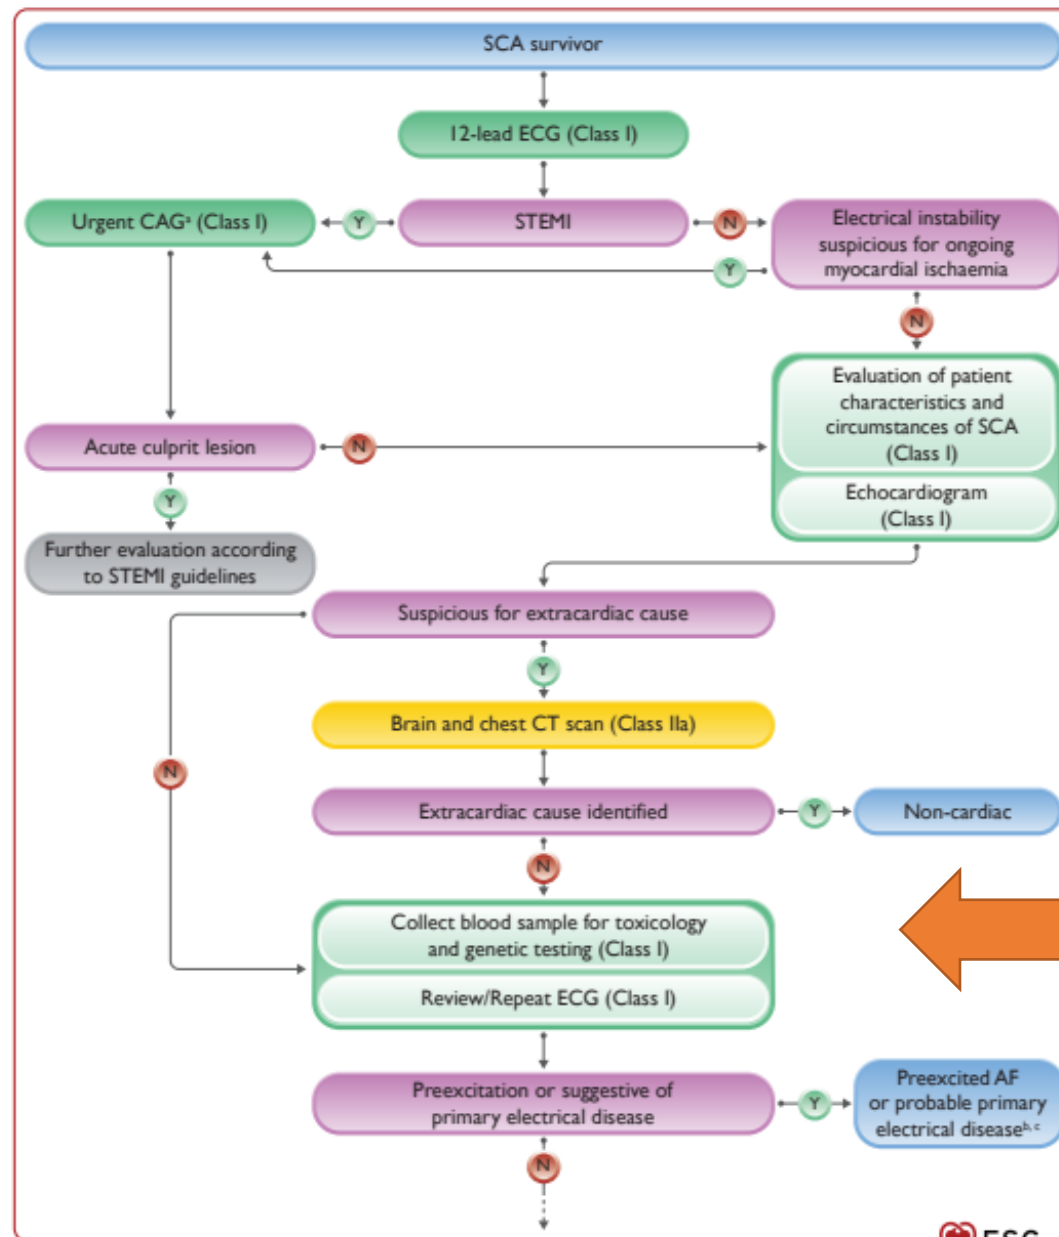 SCA survivor
12-lead ECG (Class I)
Urgent CAGᵃ (Class I)
Y
STEMI
N
Electrical instability
suspicious for ongoing
myocardial ischaemia
Y
N
Evaluation of patient
characteristics and
circumstances of SCA
(Class I)
Echocardiogram
(Class I)
Acute culprit lesion
N
Y
Further evaluation according
to STEMI guidelines
Suspicious for extracardiac cause
Y
Brain and chest CT scan (Class IIa)
N
Extracardiac cause identified
Y
Non-cardiac
N
Collect blood sample for toxicology
and genetic testing (Class I)
Review/Repeat ECG (Class I)
Preexcitation or suggestive of
primary electrical disease
Y
Preexcited AF
or probable primary
electrical diseaseᵇ,ᶜ
N
ESC